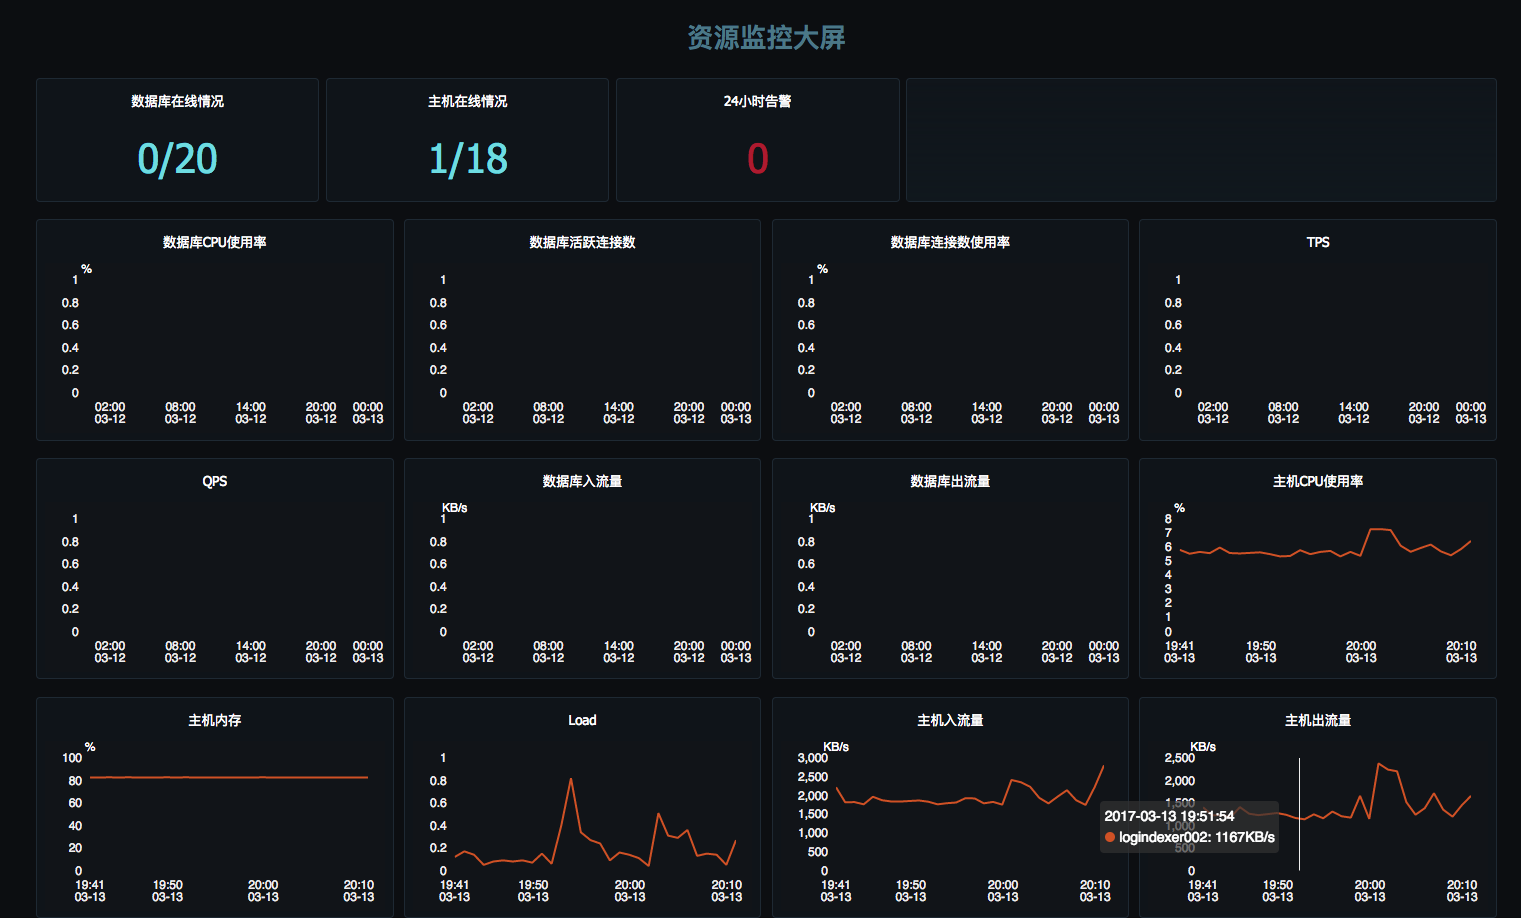 资源监控大屏
数据库在线情况
0/20
主机在线情况
1/18
24小时告警
0
数据库CPU使用率
%
1
0.8
0.6
0.4
0.2
0
02:00 08:00 14:00 20:00 00:00
03-12 03-12 03-12 03-12 03-13
数据库活跃连接数
1
0.8
0.6
0.4
0.2
0
02:00 08:00 14:00 20:00 00:00
03-12 03-12 03-12 03-12 03-13
数据库连接数使用率
%
1
0.8
0.6
0.4
0.2
0
02:00 08:00 14:00 20:00 00:00
03-12 03-12 03-12 03-12 03-13
TPS
1
0.8
0.6
0.4
0.2
0
02:00 08:00 14:00 20:00 00:00
03-12 03-12 03-12 03-12 03-13
QPS
1
0.8
0.6
0.4
0.2
0
02:00 08:00 14:00 20:00 00:00
03-12 03-12 03-12 03-12 03-13
数据库入流量
KB/s
1
0.8
0.6
0.4
0.2
0
02:00 08:00 14:00 20:00 00:00
03-12 03-12 03-12 03-12 03-13
数据库出流量
KB/s
1
0.8
0.6
0.4
0.2
0
02:00 08:00 14:00 20:00 00:00
03-12 03-12 03-12 03-12 03-13
主机CPU使用率
%
8
7
6
5
4
3
2
1
0
19:41 19:50 20:00 20:10
03-13 03-13 03-13 03-13
主机内存
%
100
80
60
40
20
0
19:41 19:50 20:00 20:10
03-13 03-13 03-13 03-13
Load
1
0.8
0.6
0.4
0.2
0
19:41 19:50 20:00 20:10
03-13 03-13 03-13 03-13
主机入流量
KB/s
3,000
2,500
2,000
1,500
1,000
500
0
19:41 19:50 20:00 20:10
03-13 03-13 03-13 03-13
主机出流量
KB/s
2,500
2,000
1,500
1,000
500
0
19:41 19:50 20:00 20:10
03-13 03-13 03-13 03-13
2017-03-13 19:51:54
logindexer002: 1167KB/s